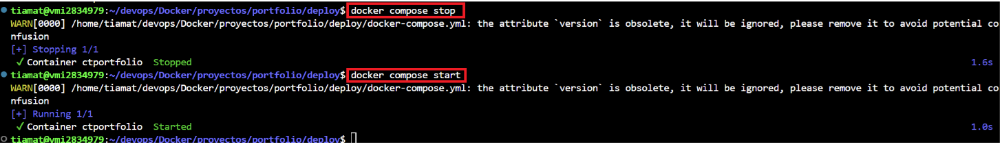 tiamat@vmi2834979:~/devops/Docker/proyectos/portfolio/deploy$ docker compose stop
WARN[0000] /home/tiamat/devops/Docker/proyectos/portfolio/deploy/docker-compose.yml: the attribute `version` is obsolete, it will be ignored, please remove it to avoid potential co
nfusion
[+] Stopping 1/1
✓ Container ctportfolio  Stopped 1.6s
tiamat@vmi2834979:~/devops/Docker/proyectos/portfolio/deploy$ docker compose start
WARN[0000] /home/tiamat/devops/Docker/proyectos/portfolio/deploy/docker-compose.yml: the attribute `version` is obsolete, it will be ignored, please remove it to avoid potential co
nfusion
[+] Running 1/1
✓ Container ctportfolio  Started 1.0s
tiamat@vmi2834979:~/devops/Docker/proyectos/portfolio/deploy$